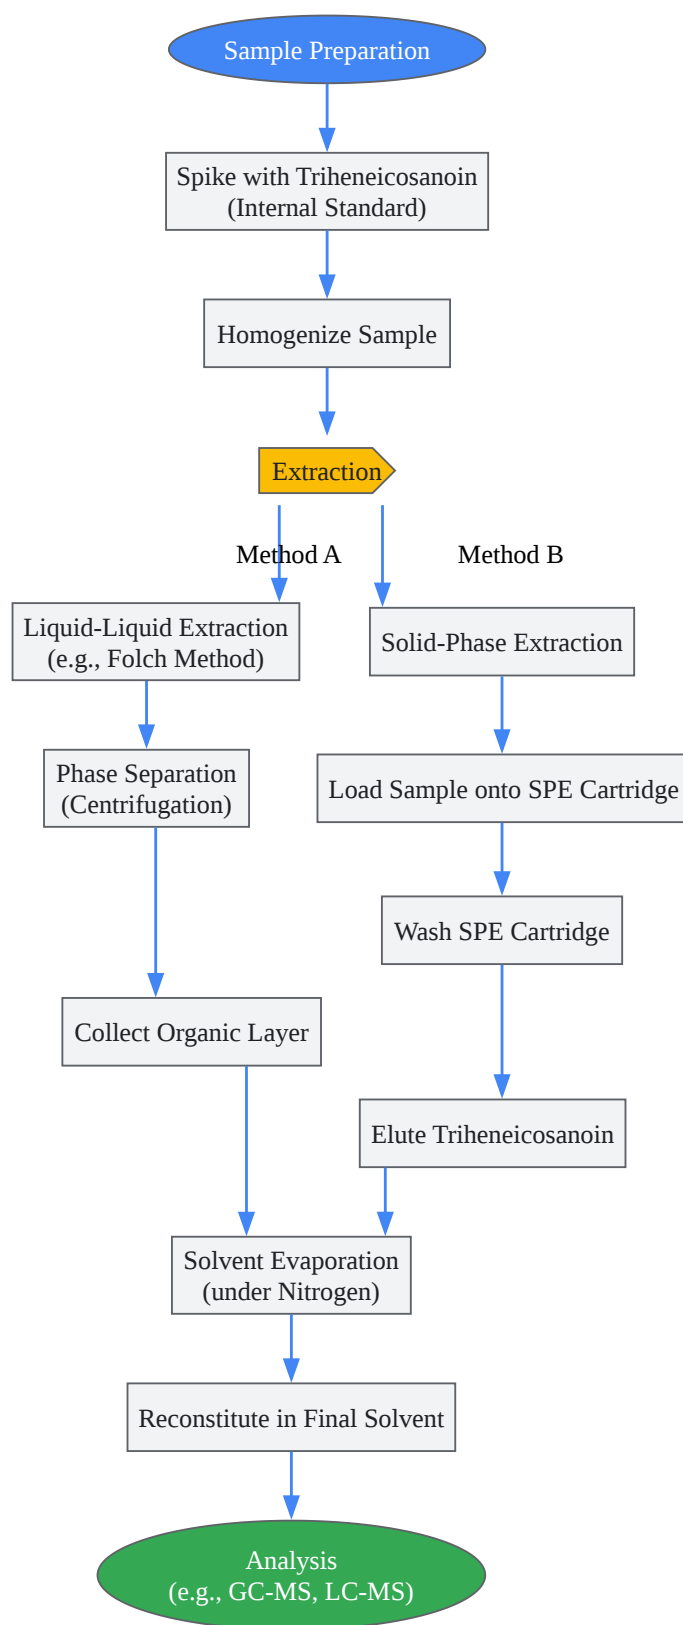 Sample Preparation
Spike with Triheneicosanoin
(Internal Standard)
Homogenize Sample
Extraction
Method A
Method B
Liquid-Liquid Extraction
(e.g., Folch Method)
Solid-Phase Extraction
Phase Separation
(Centrifugation)
Load Sample onto SPE Cartridge
Wash SPE Cartridge
Collect Organic Layer
Elute Triheneicosanoin
Solvent Evaporation
(under Nitrogen)
Reconstitute in Final Solvent
Analysis
(e.g., GC-MS, LC-MS)